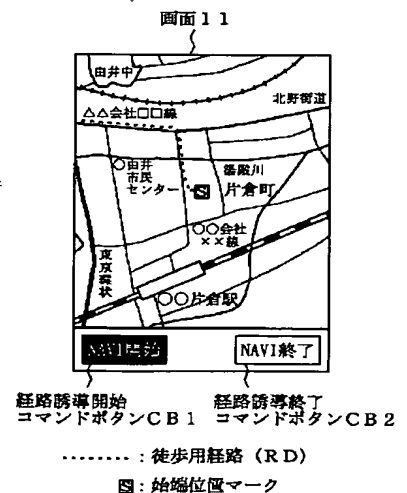 画面11
由井中
北野街道
△△会社□□線
○由井
市民
センター
湯殿川
S
片倉町
○○会社
××線
東京環状
○○片倉駅
NAVI開始
NAVI終了
経路誘導開始
コマンドボタンCB1
経路誘導終了
コマンドボタンCB2
........：徒歩用経路（RD）
S：始端位置マーク